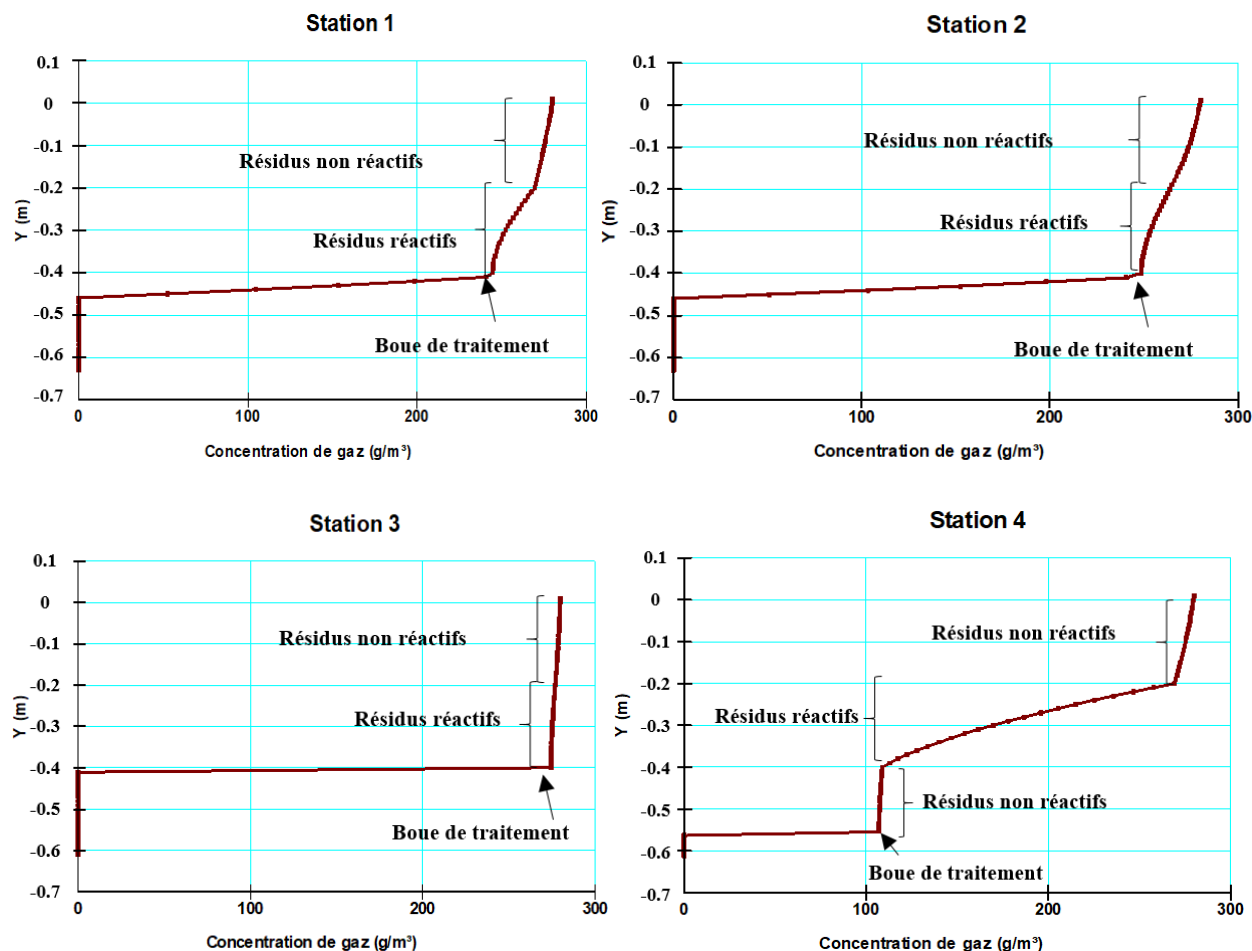 Station 1
0.1
0
-0.1
-0.2
-0.3
-0.4
-0.5
-0.6
-0.7
Y (m)
Résidus non réactifs
Résidus réactifs
Boue de traitement
0 100 200 300
Concentration de gaz (g/m³)
Station 2
0.1
0
-0.1
-0.2
-0.3
-0.4
-0.5
-0.6
-0.7
Y (m)
Résidus non réactifs
Résidus réactifs
Boue de traitement
0 100 200 300
Concentration de gaz (g/m³)
Station 3
0.1
0
-0.1
-0.2
-0.3
-0.4
-0.5
-0.6
-0.7
Y (m)
Résidus non réactifs
Résidus réactifs
Boue de traitement
0 100 200 300
Concentration de gaz (g/m³)
Station 4
0.1
0
-0.1
-0.2
-0.3
-0.4
-0.5
-0.6
-0.7
Y (m)
Résidus non réactifs
Résidus réactifs
Résidus non réactifs
Boue de traitement
0 100 200 300
Concentration de gaz (g/m³)